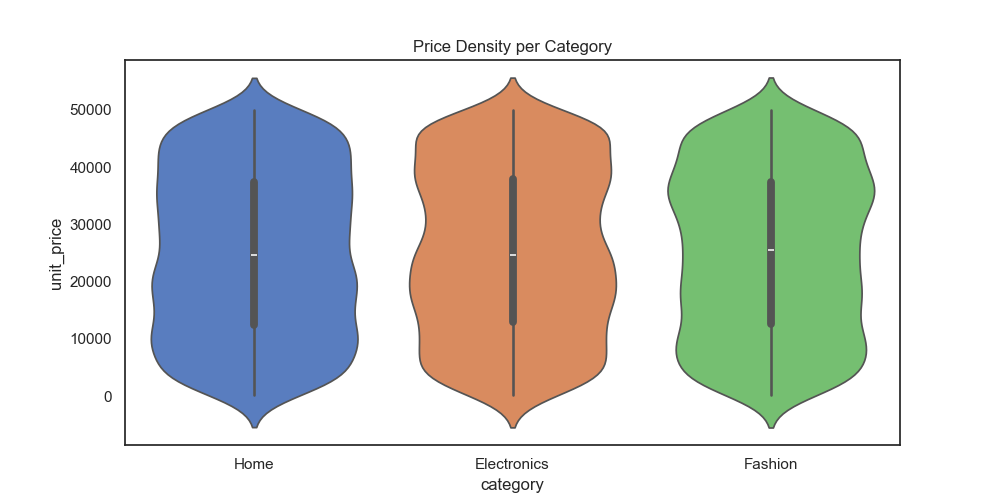 Price Density per Category
unit_price
50000
40000
30000
20000
10000
0
Home
Electronics
Fashion
category